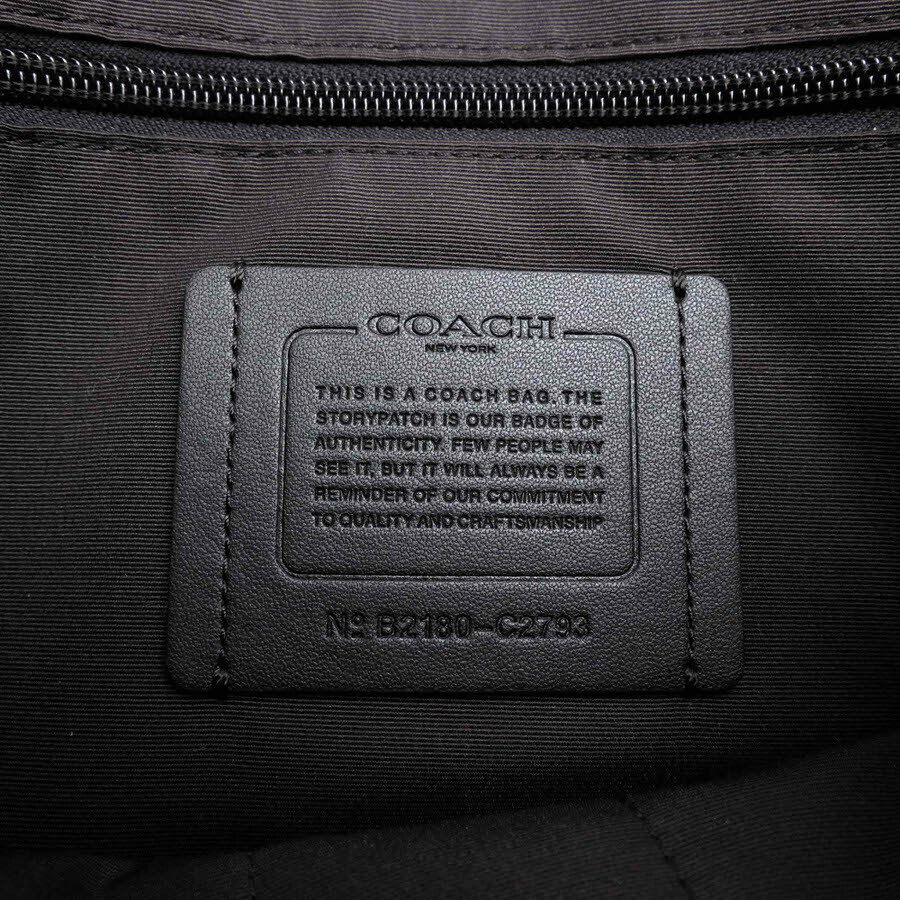 COACH
NEW YORK
THIS IS A COACH BAG. THE
STORYPATCH IS OUR BADGE OF
AUTHENTICITY. FEW PEOPLE MAY
SEE IT, BUT IT WILL ALWAYS BE A
REMINDER OF OUR COMMITMENT
TO QUALITY AND CRAFTSMANSHIP
Nº B2180-C2793